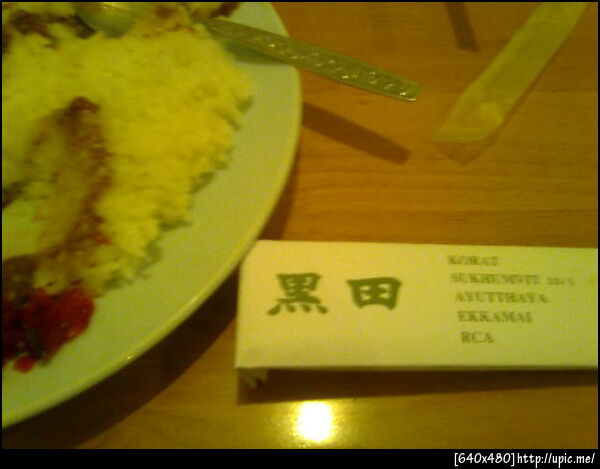 黒田
KORAT
SUKHUMVIT
AYUTTHAYA
EKKAMAI
RCA
[640x480]http://upic.me/